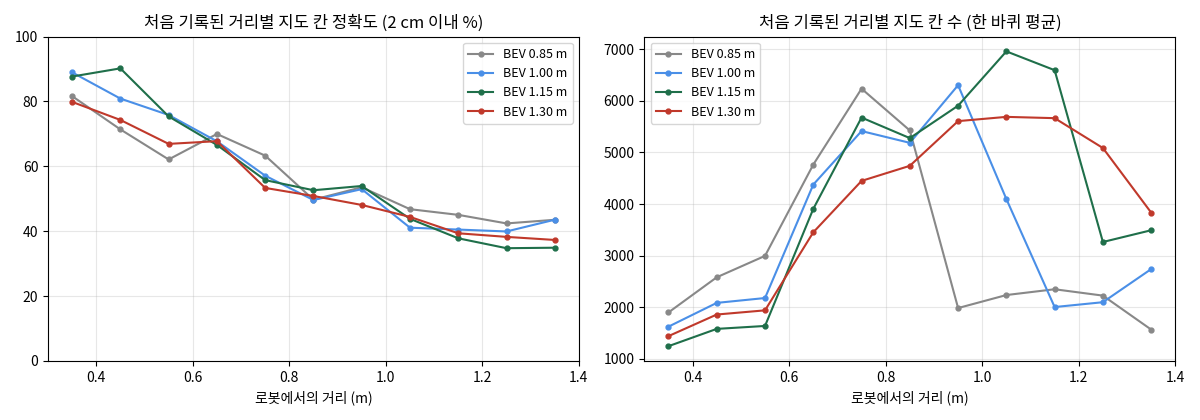 처음 기록된 거리별 지도 칸 정확도 (2 cm 이내 %)
100
80
60
40
20
0
BEV 0.85 m
BEV 1.00 m
BEV 1.15 m
BEV 1.30 m
0.4 0.6 0.8 1.0 1.2 1.4
로봇에서의 거리 (m)
처음 기록된 거리별 지도 칸 수 (한 바퀴 평균)
7000
6000
5000
4000
3000
2000
1000
BEV 0.85 m
BEV 1.00 m
BEV 1.15 m
BEV 1.30 m
0.4 0.6 0.8 1.0 1.2 1.4
로봇에서의 거리 (m)